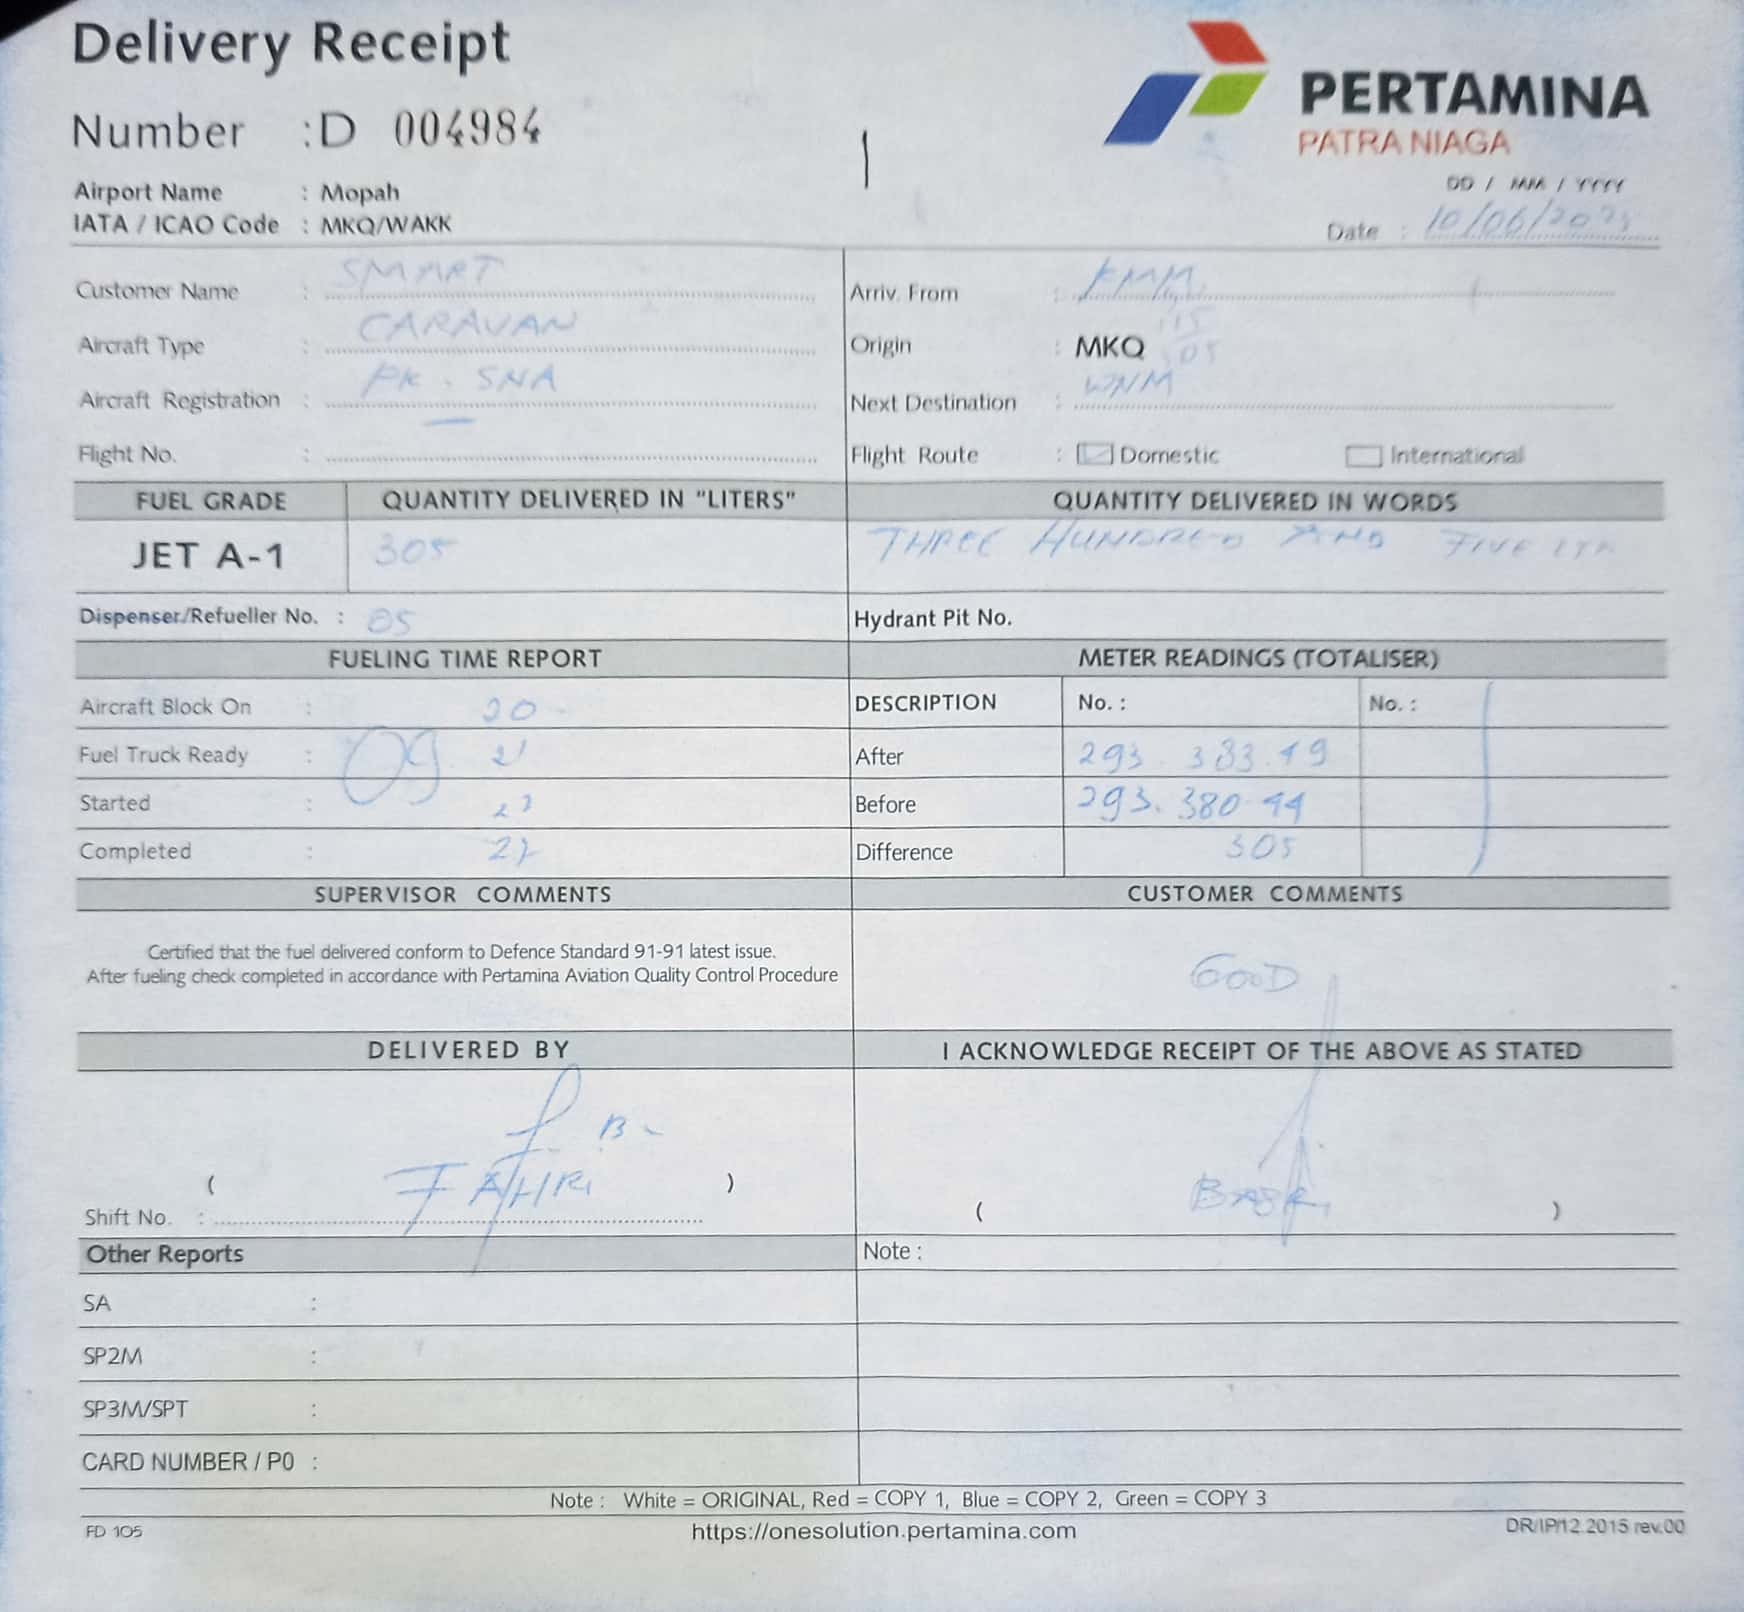 Delivery Receipt
PERTAMINA
PATRA NIAGA
Number : D 004984
Airport Name : Mopah
DD / MM / YYYY
IATA / ICAO Code : MKQ/WAKK
Date : 10/06/202
Customer Name : SMART
Arriv. From : KMM
Aircraft Type : CARAVAN
Origin : MKQ
Aircraft Registration : PK - SNA
Next Destination : WNM
Flight No. :
Flight Route : Domestic International
FUEL GRADE QUANTITY DELIVERED IN "LITERS" QUANTITY DELIVERED IN WORDS
JET A-1 305 THREE HUNDRED AND FIVE LTR
Dispenser/Refueller No. : 05 Hydrant Pit No.
FUELING TIME REPORT METER READINGS (TOTALISER)
Aircraft Block On : 20 DESCRIPTION No. : No. :
Fuel Truck Ready : 09 21 After 293.383.49
Started : After Before 293.380.44
Completed : Difference 305
SUPERVISOR COMMENTS CUSTOMER COMMENTS
Certified that the fuel delivered conform to Defence Standard 91-91 latest issue.
After fueling check completed in accordance with Pertamina Aviation Quality Control Procedure
GOOD
DELIVERED BY I ACKNOWLEDGE RECEIPT OF THE ABOVE AS STATED
( FAHRI )
Shift No. :
( )
Other Reports Note :
SA :
SP2M :
SP3M/SPT :
CARD NUMBER / P0 :
Note : White = ORIGINAL, Red = COPY 1, Blue = COPY 2, Green = COPY 3
FD 105 https://onesolution.pertamina.com DR/IP/12.2015 rev.00